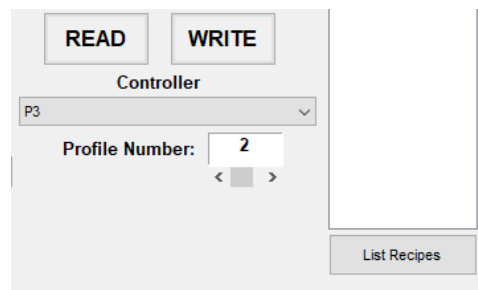 READ WRITE
Controller
P3
Profile Number: 2
List Recipes